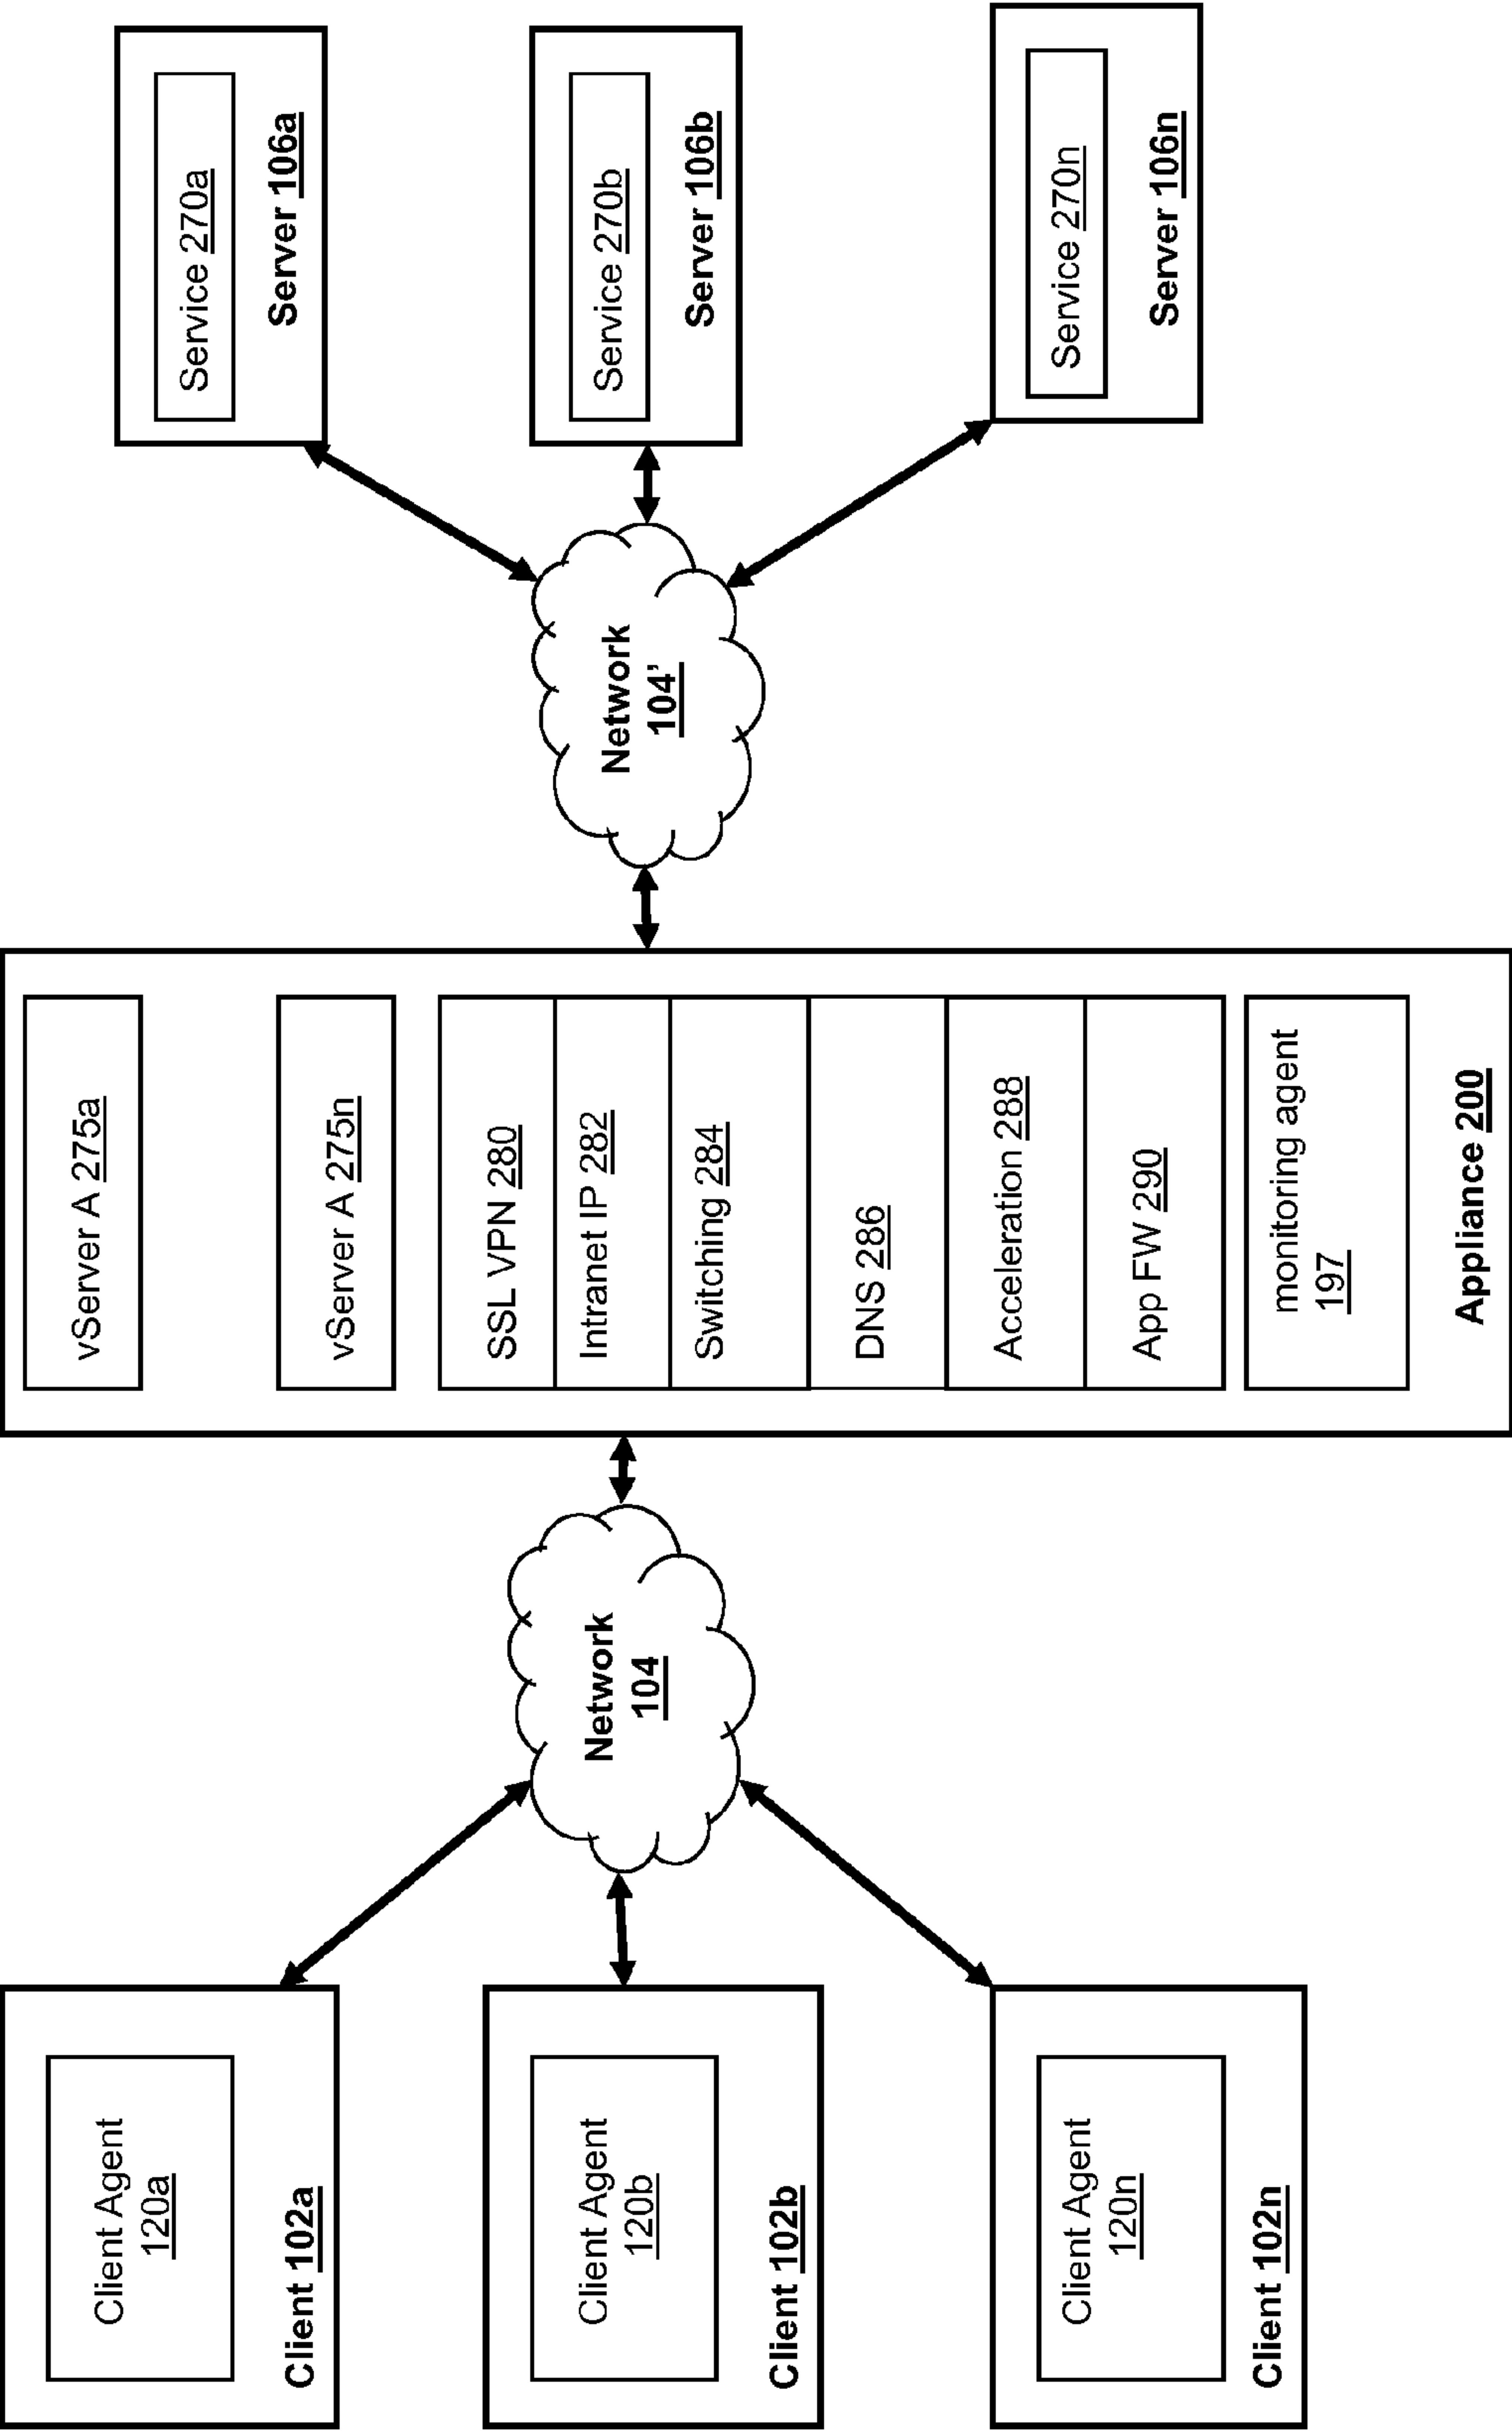 Client Agent
120a
Client 102a
Client Agent
120b
Client 102b
Client Agent
120n
Client 102n
Network
104
vServer A 275a
vServer A 275n
SSL VPN 280
Intranet IP 282
Switching 284
DNS 286
Acceleration 288
App FW 290
monitoring agent
197
Appliance 200
Network
104'
Service 270a
Server 106a
Service 270b
Server 106b
Service 270n
Server 106n